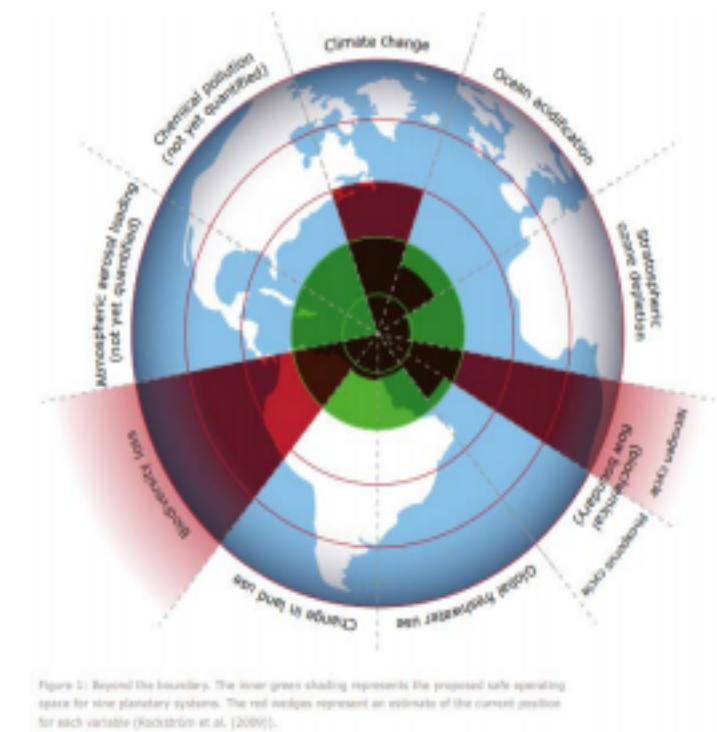 Climate Change
Ocean acidification
Stratospheric
ozone depletion
Nitrogen cycle
(biochemical
flow boundary)
Phosphorus cycle
Global freshwater use
Change in land use
Biodiversity loss
Atmospheric aerosol loading
(not yet quantified)
Chemical pollution
(not yet quantified)
Figure 1: Beyond the boundary. The inner green shading represents the proposed safe operating
space for nine planetary systems. The red wedges represent an estimate of the current position
for each variable (Rockström et al. (2009)).